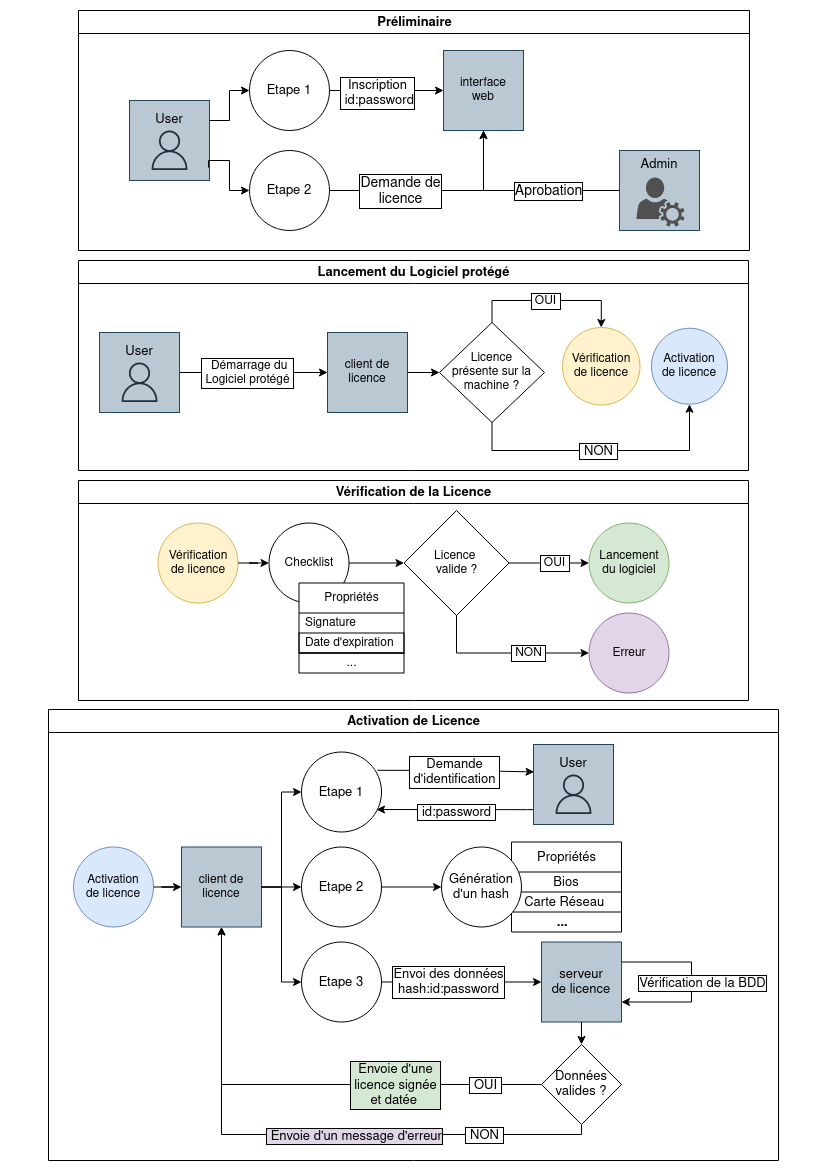 Préliminaire
User
Etape 1
Inscription
id:password
interface
web
Etape 2
Demande de
licence
Aprobation
Admin
Lancement du Logiciel protégé
User
Démarrage du
Logiciel protégé
client de
licence
Licence
présente sur la
machine ?
OUI
Vérification
de licence
Activation
de licence
NON
Vérification de la Licence
Vérification
de licence
Checklist
Propriétés
Signature
Date d'expiration
...
Licence
valide ?
OUI
Lancement
du logiciel
NON
Erreur
Activation de Licence
Activation
de licence
client de
licence
Etape 1
Demande
d'identification
id:password
User
Etape 2
Génération
d'un hash
Propriétés
Bios
Carte Réseau
...
Etape 3
Envoi des données
hash:id:password
serveur
de licence
Vérification de la BDD
Données
valides ?
OUI
Envoie d'une
licence signée
et datée
NON
Envoie d'un message d'erreur